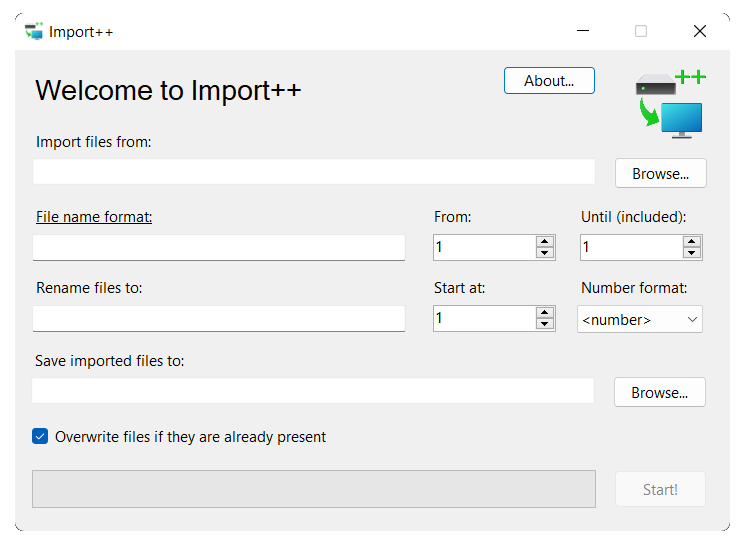 Import++
Welcome to Import++
About...
++
Import files from:
Browse...
File name format:
From:
Until (included):
1
1
Rename files to:
Start at:
Number format:
1
<number>
Save imported files to:
Browse...
Overwrite files if they are already present
Start!